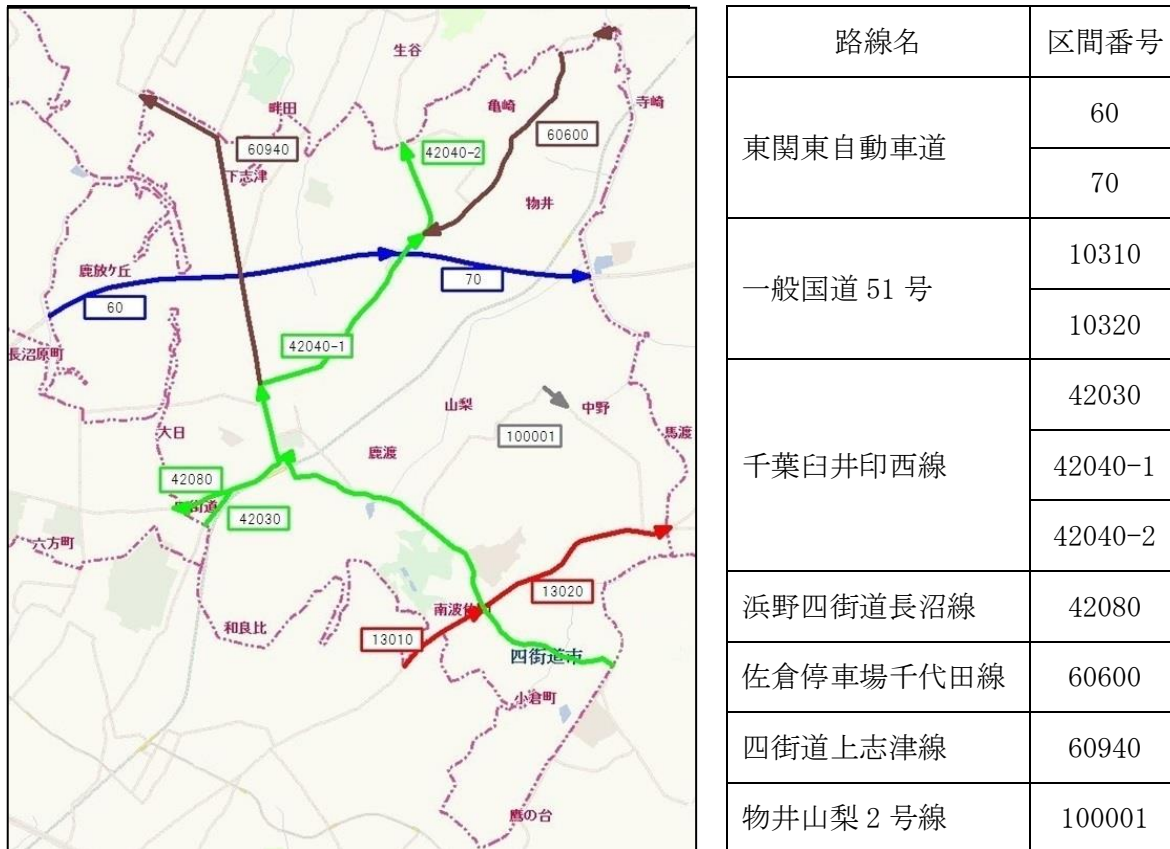 生谷
亀崎
寺崎
畔田
60600
60940
42040-2
下志津
物井
鹿放ケ丘
70
60
42040-1
長沼原町
山梨
中野
大日
100001
馬渡
鹿渡
42080
42030
六方町
13020
和良比
13010
四街道市
小倉町
鷹の台
路線名 区間番号
東関東自動車道 60
70
一般国道 51 号 10310
10320
千葉臼井印西線 42030
42040-1
42040-2
浜野四街道長沼線 42080
佐倉停車場千代田線 60600
四街道上志津線 60940
物井山梨 2 号線 100001